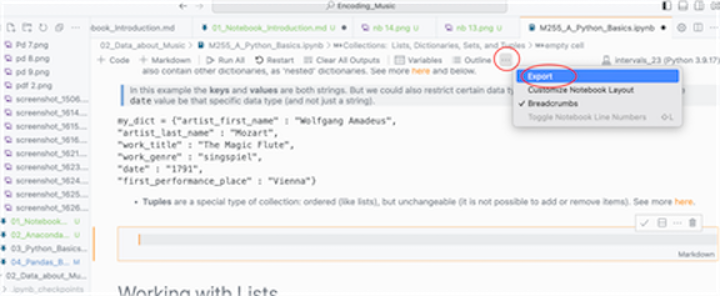 Encoding_Music
ebook_Introduction.md
01_Notebook_Introduction.md U
nb 14.png
nb 13.png
M255_A_Python_Basics.ipynb
02_Data_about_Music > M255_A_Python_Basics.ipynb > Collections: Lists, Dictionaries, Sets, and Tuples > empty cell
+ Code + Markdown Run All Restart Clear All Outputs Variables Outline ...
intervals_23 (Python 3.9.17)
Export
Customize Notebook Layout
✓ Breadcrumbs
Toggle Notebook Line Numbers ⇧L
Pd 7.png
pd 8.png
pd 9.png
pdf 2.png
screenshot_1506...
screenshot_1614...
screenshot_1615...
screenshot_1616...
screenshot_1621...
screenshot_1623...
screenshot_1624...
screenshot_1625...
screenshot_1626...
01_Notebook... U
02_Anaconda... U
03_Python_Basics...
04_Pandas_B... M
02_Data_about_Mu...
.ipynb_checkpoints
also contain other dictionaries, as 'nested' dictionaries. See more here and below.
In this example the keys and values are both strings. But we could also restrict certain data
date value be that specific data type (and not just a string).
my_dict = {"artist_first_name" : "Wolfgang Amadeus",
"artist_last_name" : "Mozart",
"work_title" : "The Magic Flute",
"work_genre" : "singspiel",
"date" : "1791",
"first_performance_place" : "Vienna"}
• Tuples are a special type of collection: ordered (like lists), but unchangeable (it is not possible to add or remove items). See more here.
Markdown
Working with Lists